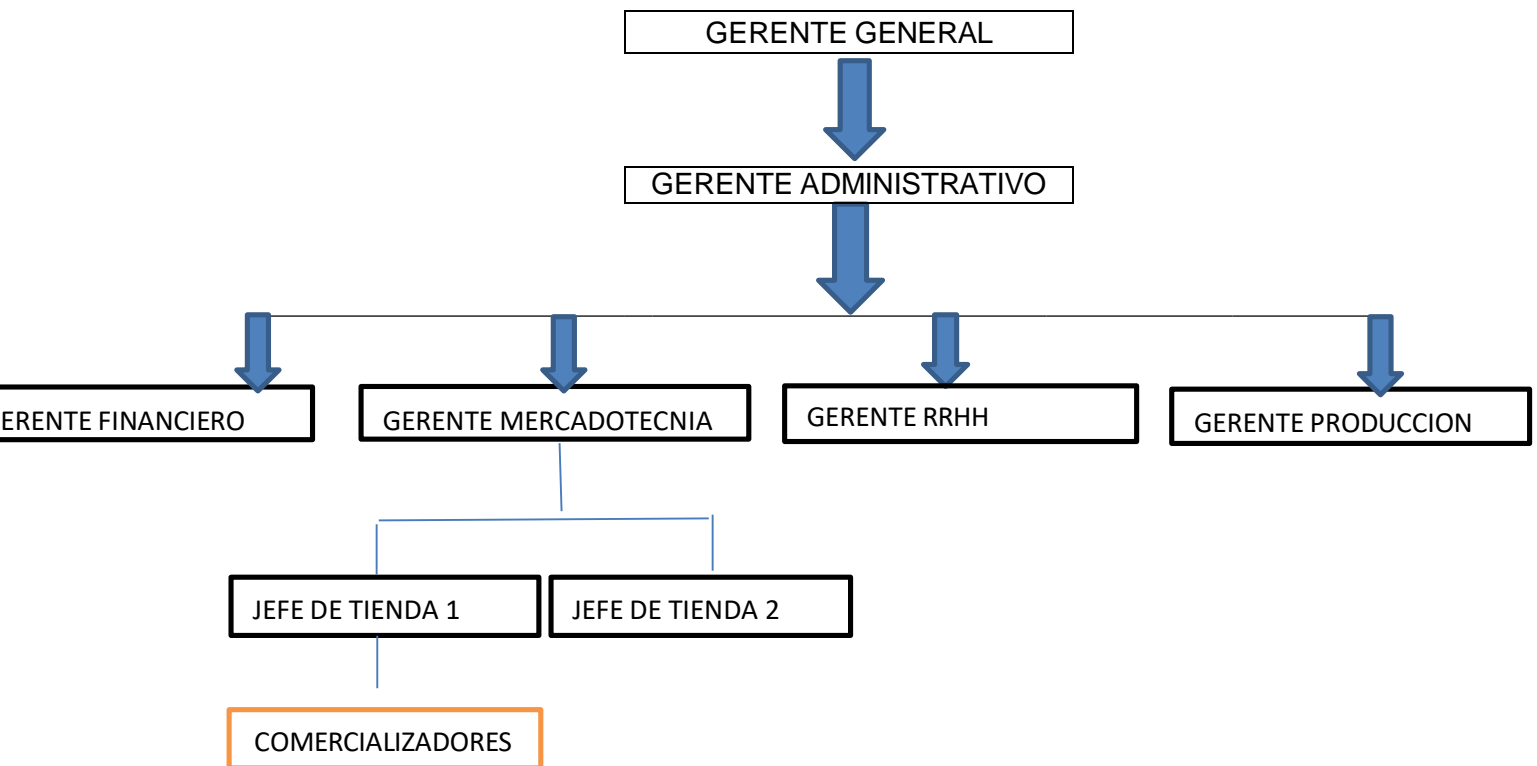 GERENTE GENERAL
GERENTE ADMINISTRATIVO
ERENTE FINANCIERO
GERENTE MERCADOTECNIA
GERENTE RRHH
GERENTE PRODUCCION
JEFE DE TIENDA 1
JEFE DE TIENDA 2
COMERCIALIZADORES